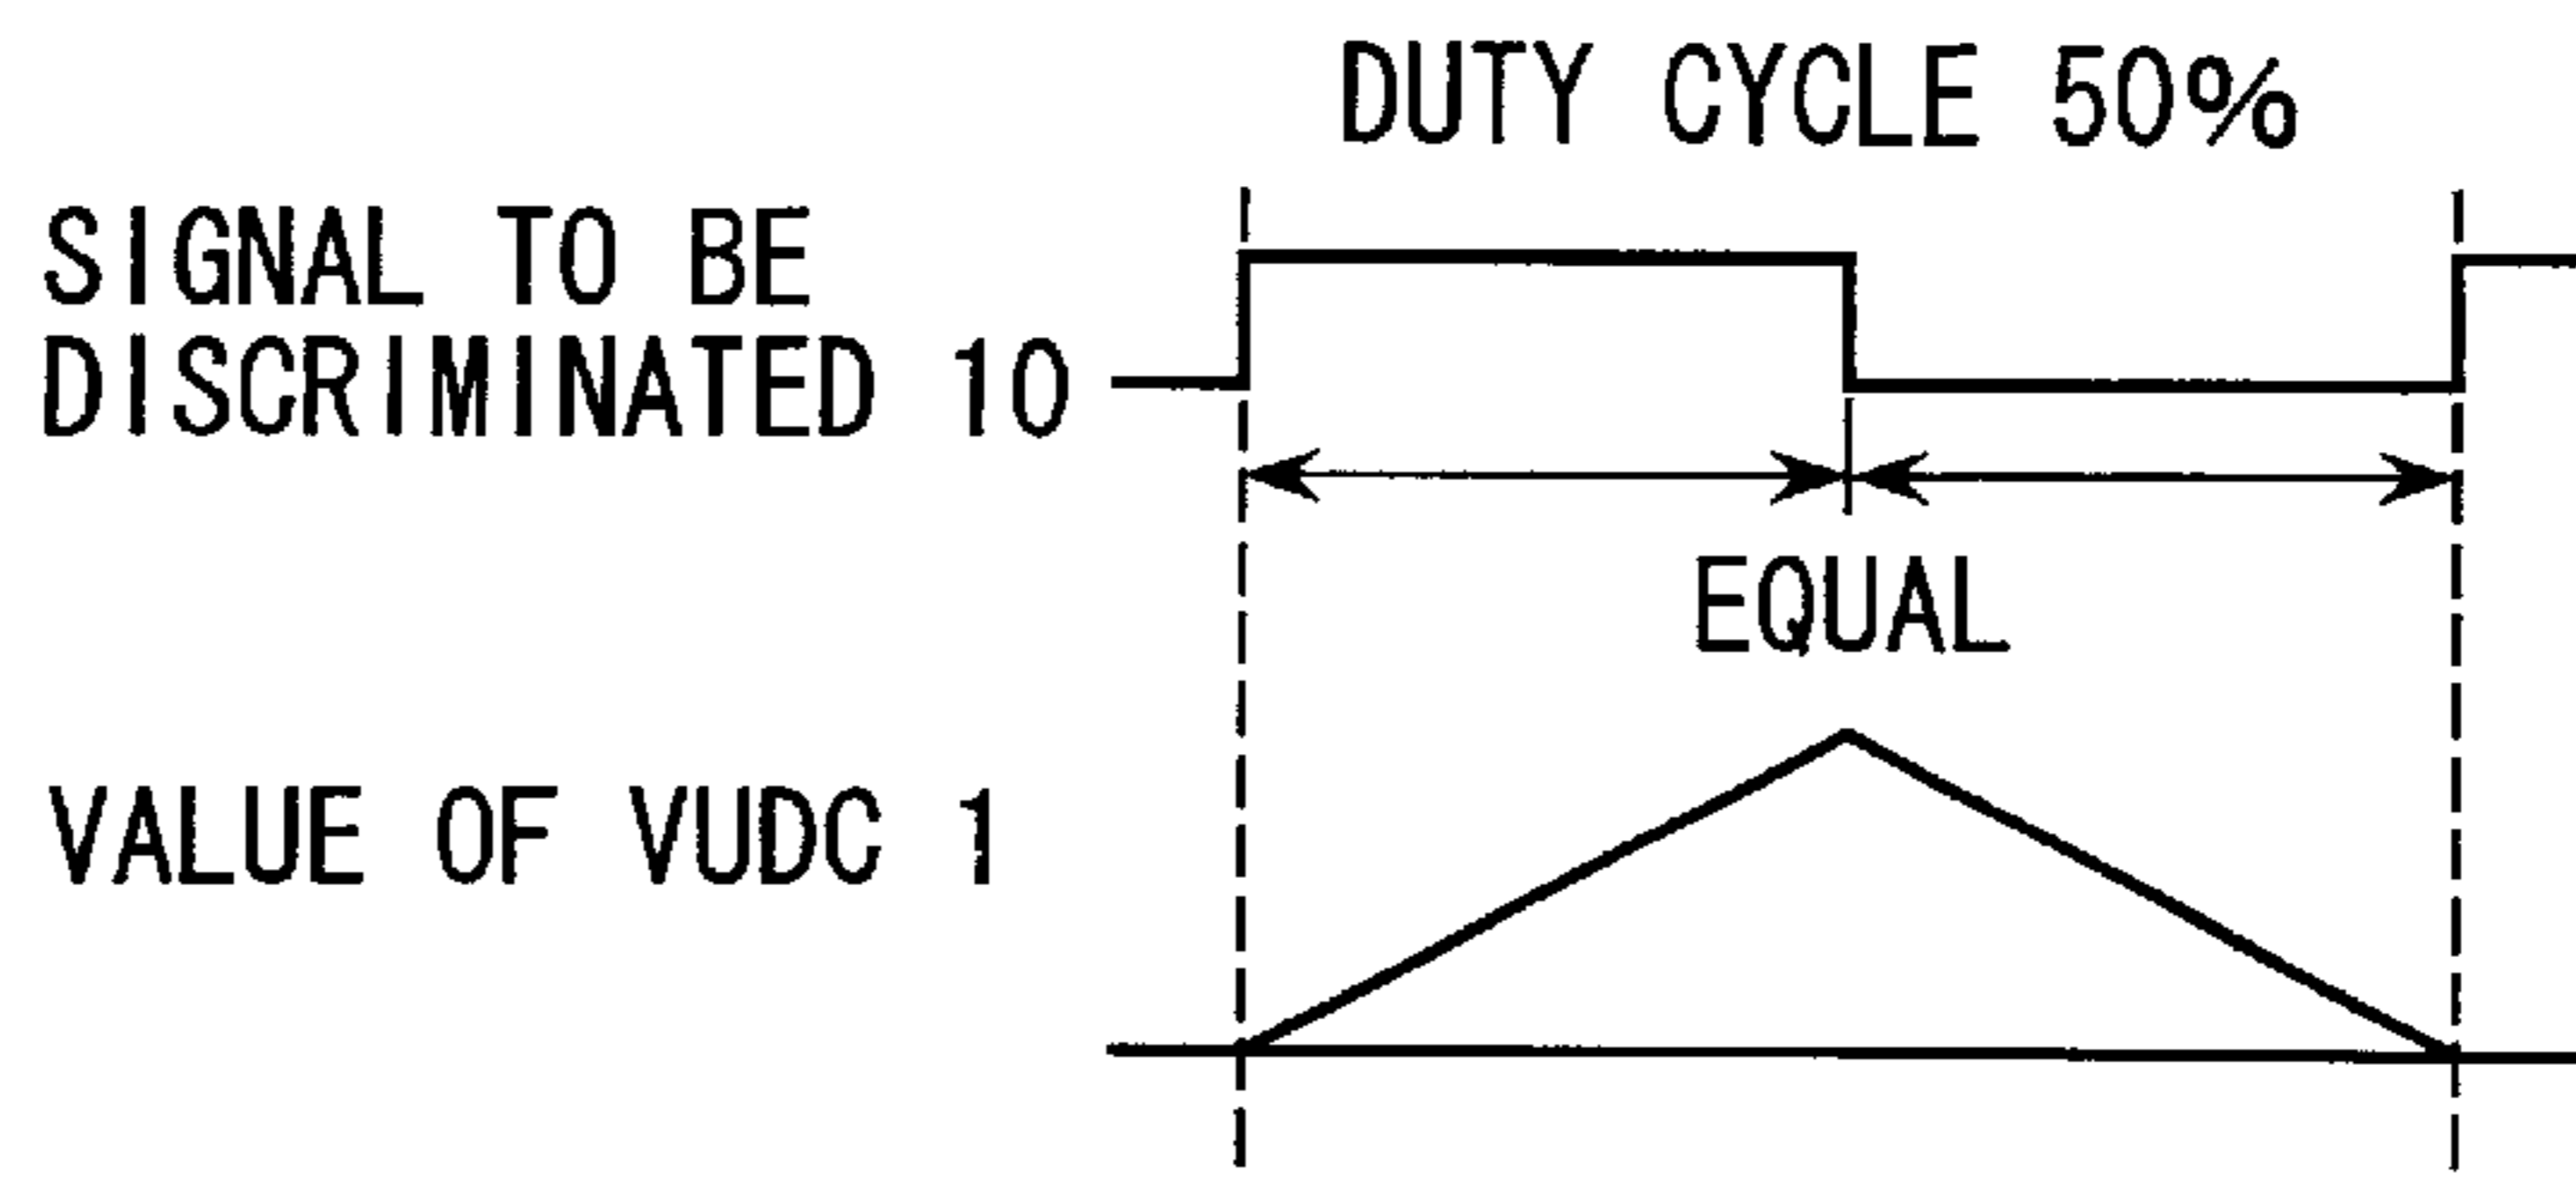 DUTY CYCLE 50%
SIGNAL TO BE
DISCRIMINATED 10
EQUAL
VALUE OF VUDC 1